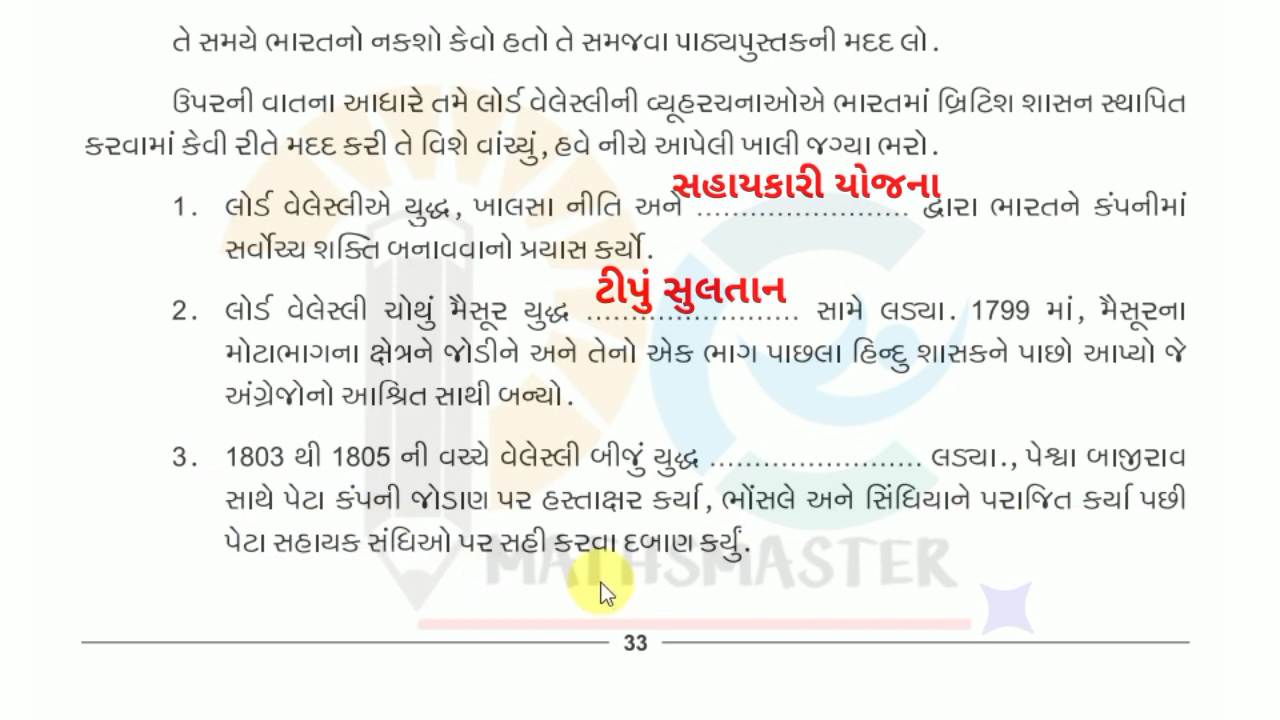 તે સમયે ભારતનો નકશો કેવો હતો તે સમજવા પાઠ્યપુસ્તકની મદદ લો.
ઉપરની વાતના આધારે તમે લોર્ડ વેલેસ્લીની વ્યૂહરચનાઓએ ભારતમાં બ્રિટિશ શાસન સ્થાપિત
કરવામાં કેવી રીતે મદદ કરી તે વિશે વાંચ્યું, હવે નીચે આપેલી ખાલી જગ્યા ભરો.
સહાયકારી યોજના
1. લોર્ડ વેલેસ્લીએ યુદ્ધ, ખાલસા નીતિ અને ........................ દ્વારા ભારતને કંપનીમાં
સર્વોચ્ચ શક્તિ બનાવવાનો પ્રયાસ કર્યો.
ટીપું સુલતાન
2. લોર્ડ વેલેસ્લી ચોથું મૈસૂર યુદ્ધ ........................ સામે લડ્યા. 1799 માં, મૈસૂરના
મોટાભાગના ક્ષેત્રને જોડીને અને તેનો એક ભાગ પાછલા હિન્દુ શાસકને પાછો આપ્યો જે
અંગ્રેજોનો આશ્રિત સાથી બન્યો.
3. 1803 થી 1805 ની વચ્ચે વેલેસ્લી બીજું યુદ્ધ ........................ લડ્યા., પેશ્વા બાજીરાવ
સાથે પેટા કંપની જોડાણ પર હસ્તાક્ષર કર્યા, ભોંસલે અને સિંધિયાને પરાજિત કર્યા પછી
પેટા સહાયક સંધિઓ પર સહી કરવા દબાણ કર્યું.
MATHSMASTER
33